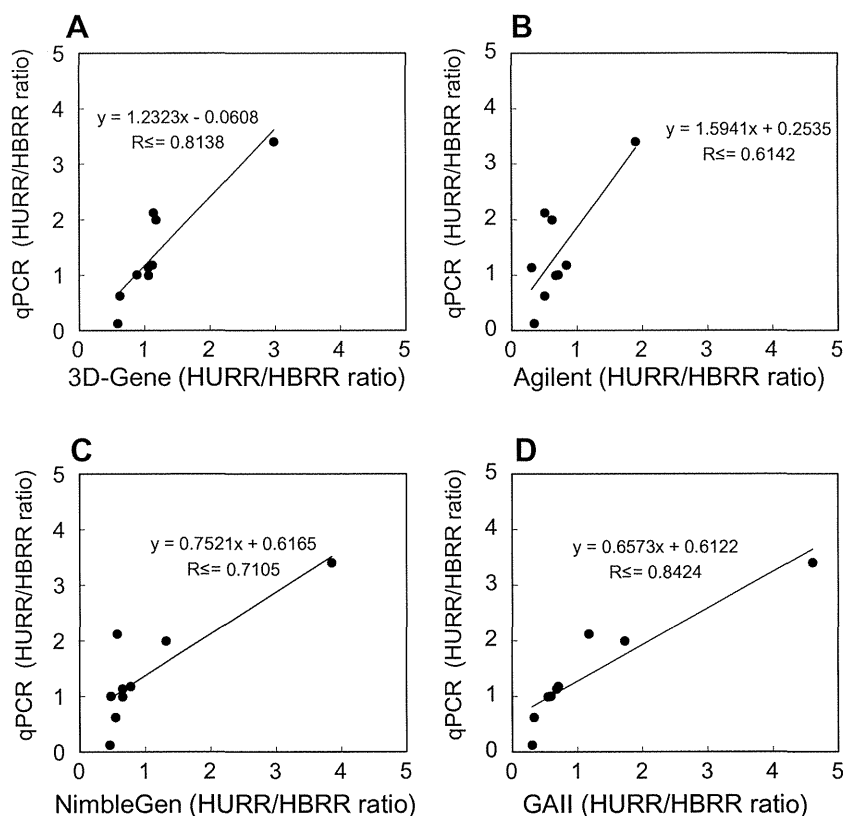 A
qPCR (HURR/HBRR ratio)
5
4
3
2
1
0
y = 1.2323x - 0.0608
R≤= 0.8138
0 1 2 3 4 5
3D-Gene (HURR/HBRR ratio)
B
qPCR (HURR/HBRR ratio)
5
4
3
2
1
0
y = 1.5941x + 0.2535
R≤= 0.6142
0 1 2 3 4 5
Agilent (HURR/HBRR ratio)
C
qPCR (HURR/HBRR ratio)
5
4
3
2
1
0
y = 0.7521x + 0.6165
R≤= 0.7105
0 1 2 3 4 5
NimbleGen (HURR/HBRR ratio)
D
qPCR (HURR/HBRR ratio)
5
4
3
2
1
0
y = 0.6573x + 0.6122
R≤= 0.8424
0 1 2 3 4 5
GAII (HURR/HBRR ratio)